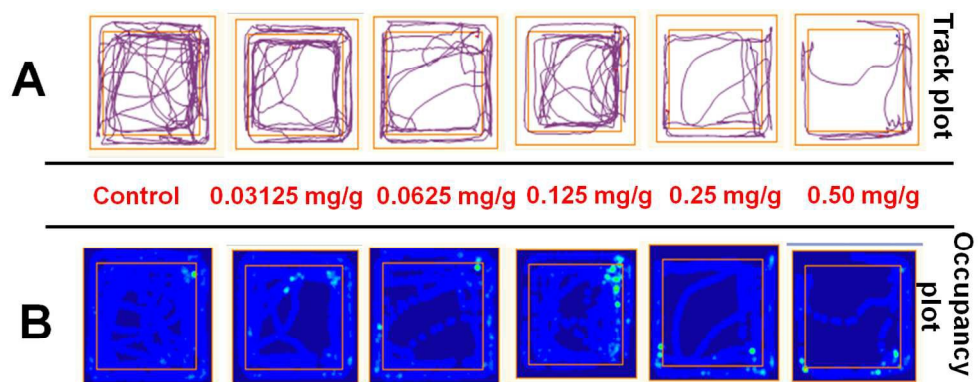 A
Track plot
Control 0.03125 mg/g 0.0625 mg/g 0.125 mg/g 0.25 mg/g 0.50 mg/g
B
Occupancy
plot